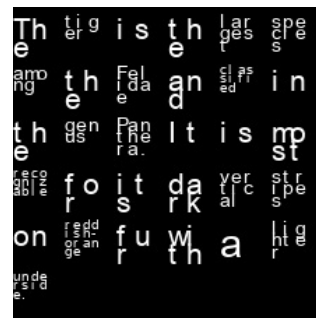 The tiger is the largest species
among the Felidae and classified in
the genus Panthera. It is most
recognizable for its dark vertical stripes
on reddish-orange fur with a lighter
underside.